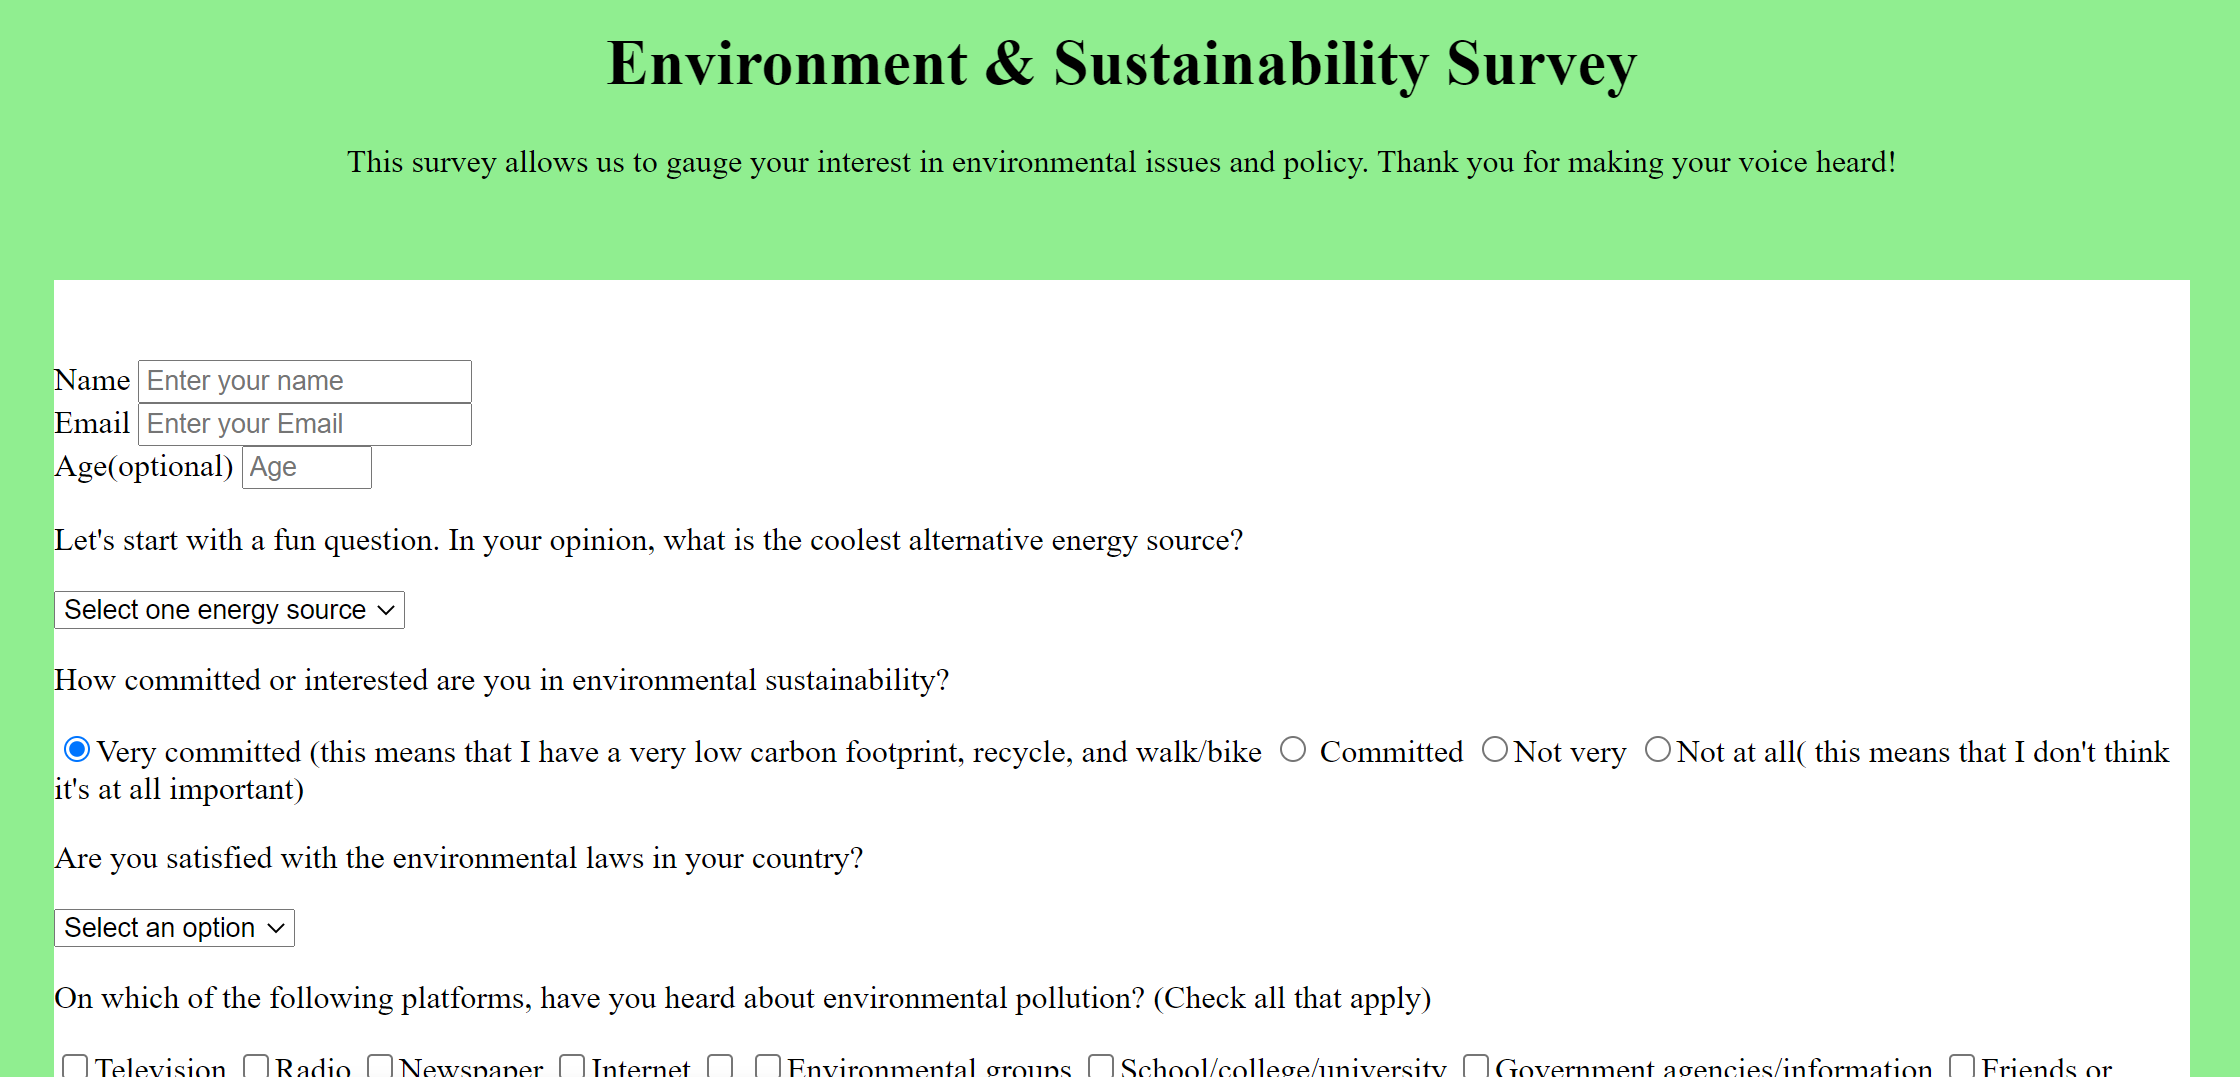 Environment & Sustainability Survey
This survey allows us to gauge your interest in environmental issues and policy. Thank you for making your voice heard!
Name Enter your name
Email Enter your Email
Age(optional) Age
Let's start with a fun question. In your opinion, what is the coolest alternative energy source?
Select one energy source
How committed or interested are you in environmental sustainability?
Very committed (this means that I have a very low carbon footprint, recycle, and walk/bike Committed Not very Not at all( this means that I don't think
it's at all important)
Are you satisfied with the environmental laws in your country?
Select an option
On which of the following platforms, have you heard about environmental pollution? (Check all that apply)
Television Radio Newspaper Internet Environmental groups School/college/university Government agencies/information Friends or